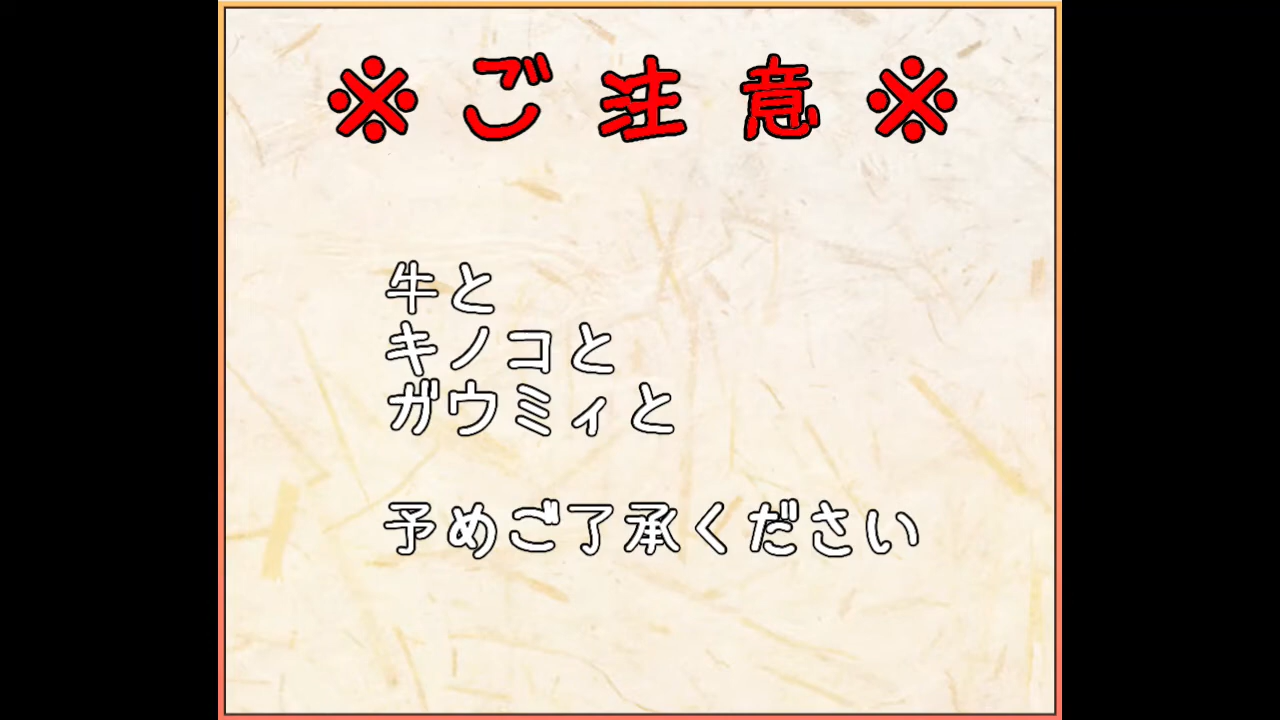 ※ご注意※
牛と
キノコと
ガウミィと
予めご了承ください